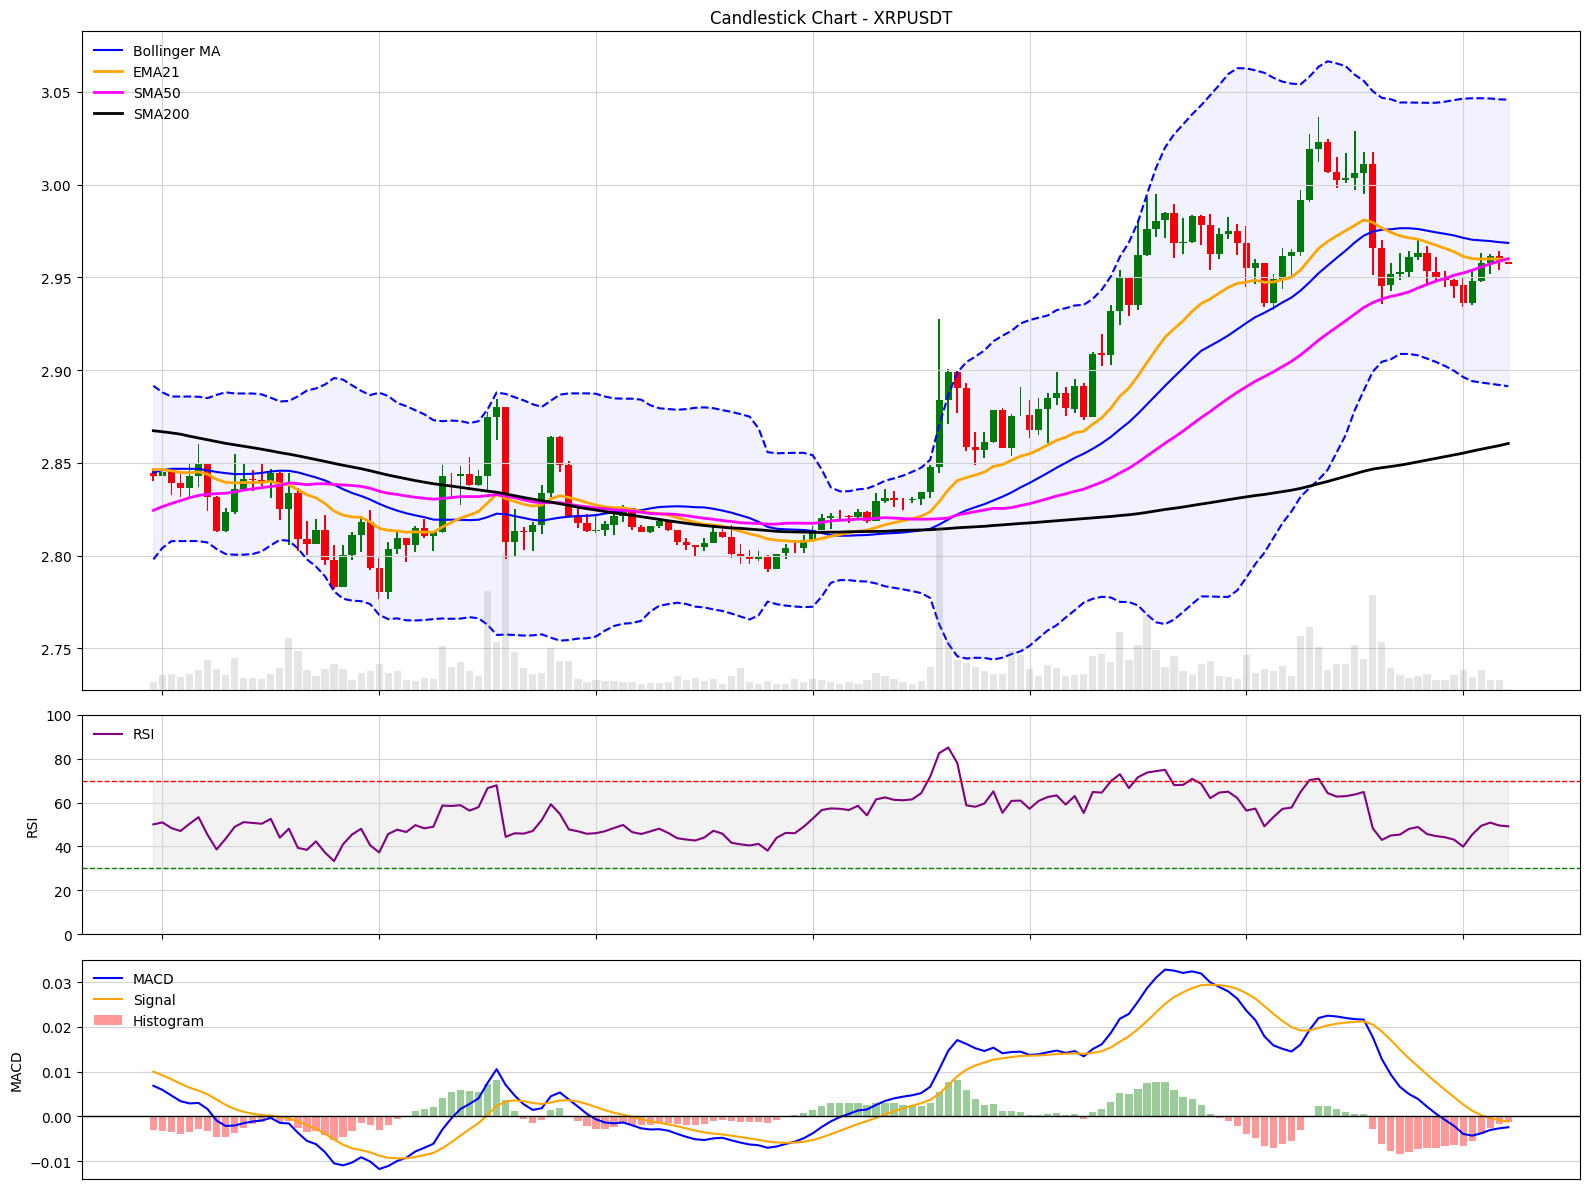 Candlestick Chart - XRPUSDT
Bollinger MA
EMA21
SMA50
SMA200
3.05
3.00
2.95
2.90
2.85
2.80
2.75
RSI
100
80
60
40
20
0
RSI
MACD
Signal
Histogram
0.03
0.02
0.01
0.00
−0.01
MACD